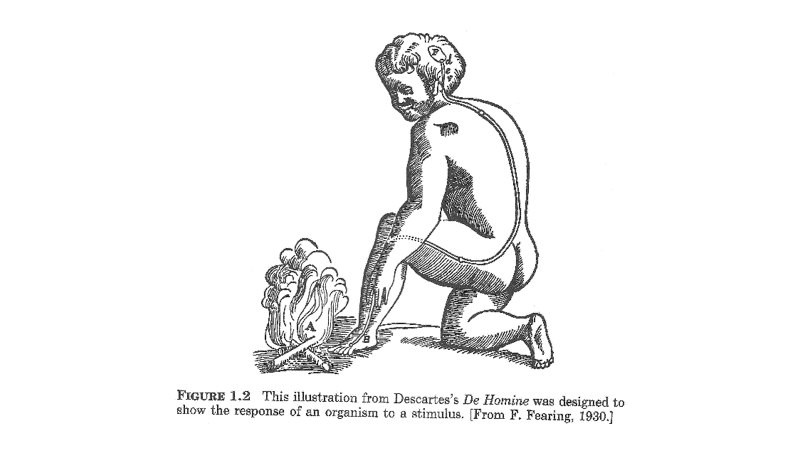 A
B
FIGURE 1.2 This illustration from Descartes's De Homine was designed to
show the response of an organism to a stimulus. [From F. Fearing, 1930.]